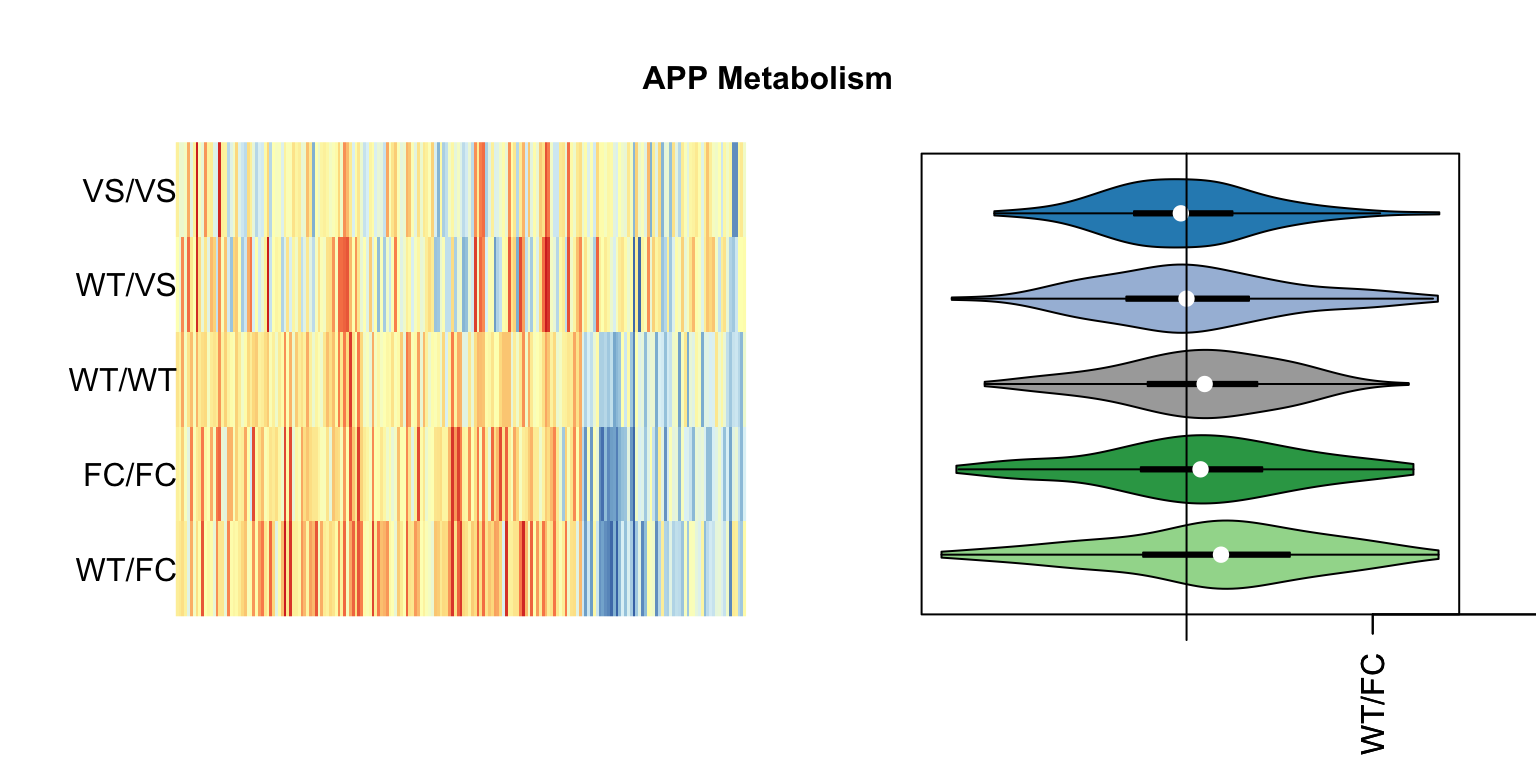 APP Metabolism
VS/VS
WT/VS
WT/WT
FC/FC
WT/FC
WT/FC